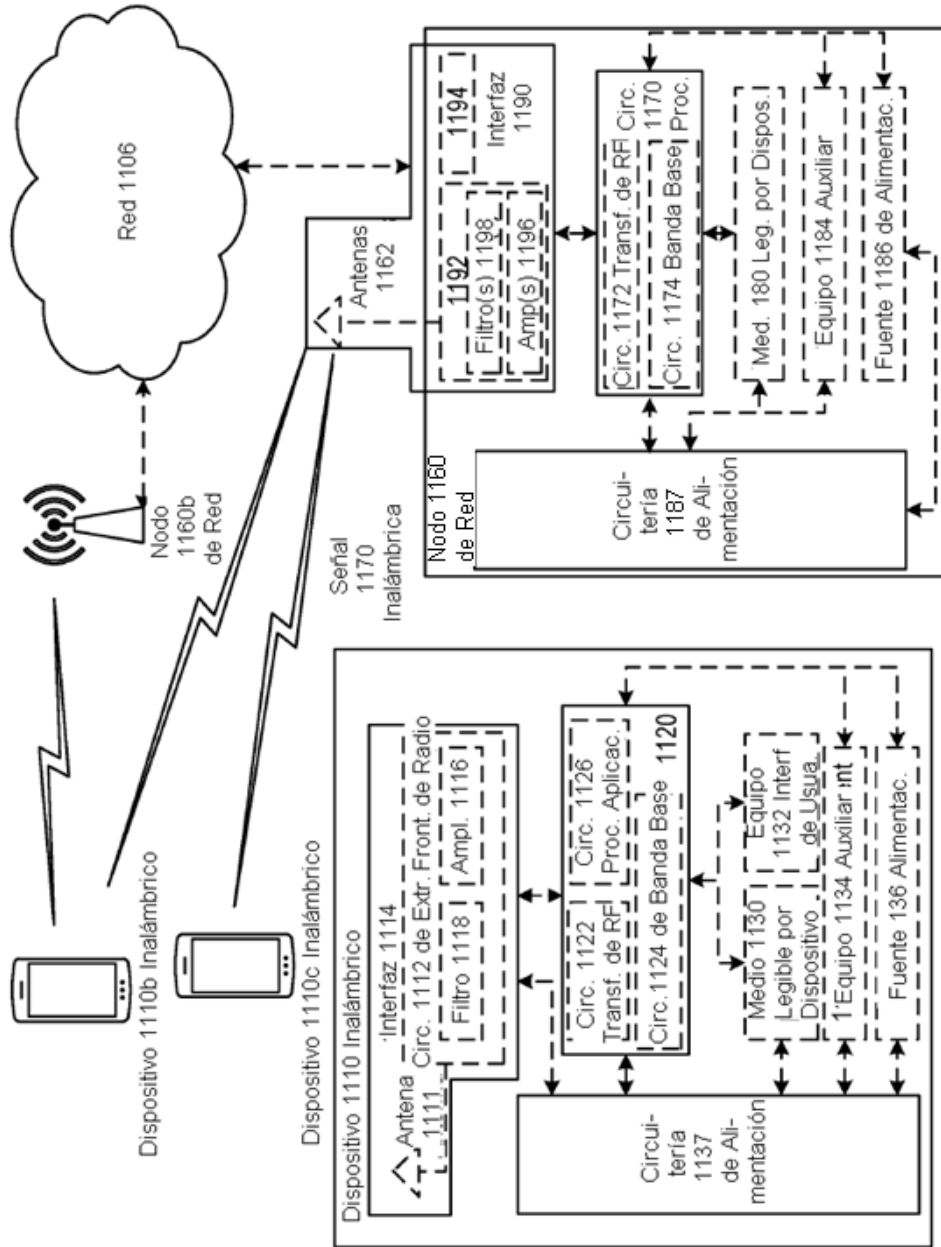 Red 1106
Nodo
1160b
de Red
Dispositivo 1110b Inalámbrico
Dispositivo 1110c Inalámbrico
Señal
1170
Inalámbrica
Antenas
1162
Dispositivo 1110 Inalámbrico
Interfaz 1114
Antena
1111
Circ. 1112 de Extr. Front. de Radio
Filtro 1118
Ampl. 1116
Circ. 1122
Transf. de RF
Circ. 1126
Proc. Aplicac.
Circ. 1124 de Banda Base
1120
Medio 1130
Legible por
Dispositivo
Equipo
1132 Interf
de Usua.
Equipo 1134 Auxiliar
Fuente 136 Alimentac.
Circui-
tería
1137
de Ali-
mentación
Nodo 1160
de Red
1192
1194
Filtro(s) 1198
Amp(s) 1196
Interfaz
1190
Circ. 1172 Transf. de RF
Circ. 1174 Banda Base
Circ.
1170
Proc.
Med. 180 Leg. por Dispos.
Equipo 1184 Auxiliar
Fuente 1186 de Alimentac.
Circui-
tería
1187
de Ali-
mentación